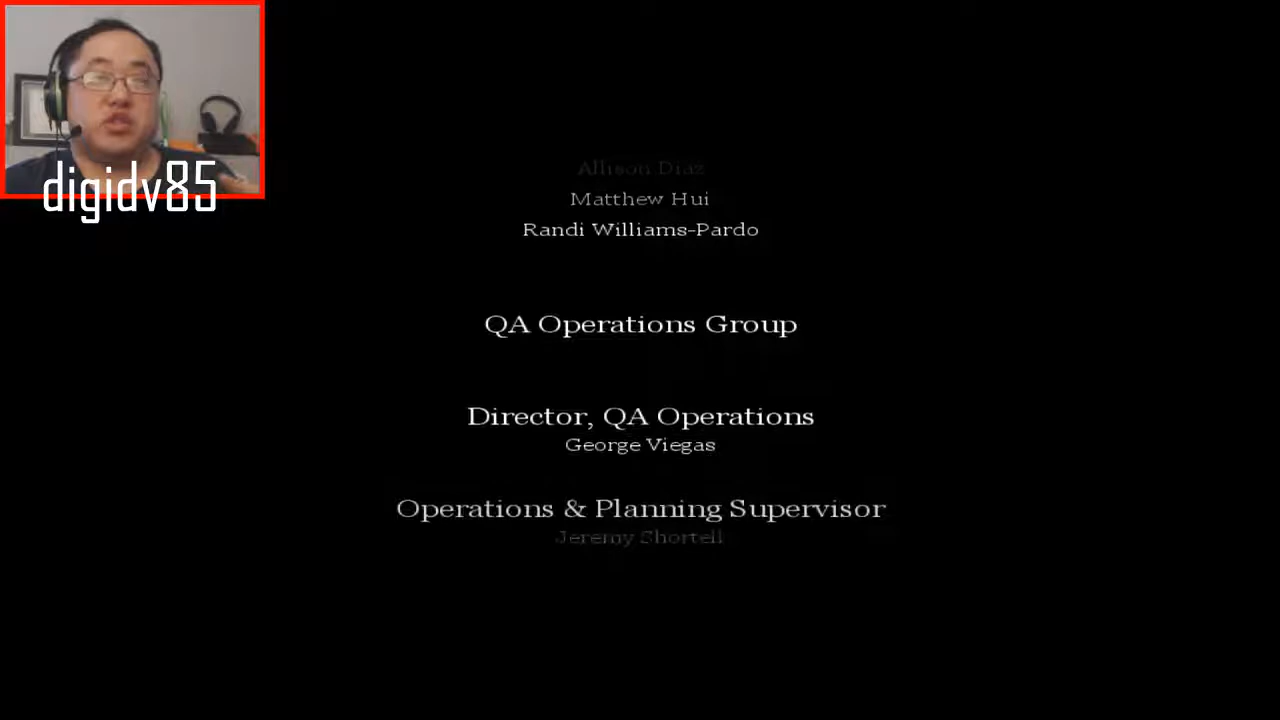 digidv85
Allison Diaz
Matthew Hui
Randi Williams-Pardo
QA Operations Group
Director, QA Operations
George Viegas
Operations & Planning Supervisor
Jeremy Shortell